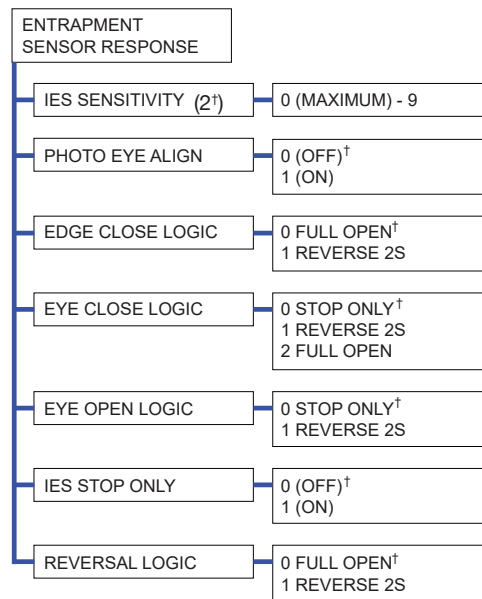 ENTRAPMENT
SENSOR RESPONSE
IES SENSITIVITY (2†)
0 (MAXIMUM) - 9
PHOTO EYE ALIGN
0 (OFF)†
1 (ON)
EDGE CLOSE LOGIC
0 FULL OPEN†
1 REVERSE 2S
EYE CLOSE LOGIC
0 STOP ONLY†
1 REVERSE 2S
2 FULL OPEN
EYE OPEN LOGIC
0 STOP ONLY†
1 REVERSE 2S
IES STOP ONLY
0 (OFF)†
1 (ON)
REVERSAL LOGIC
0 FULL OPEN†
1 REVERSE 2S